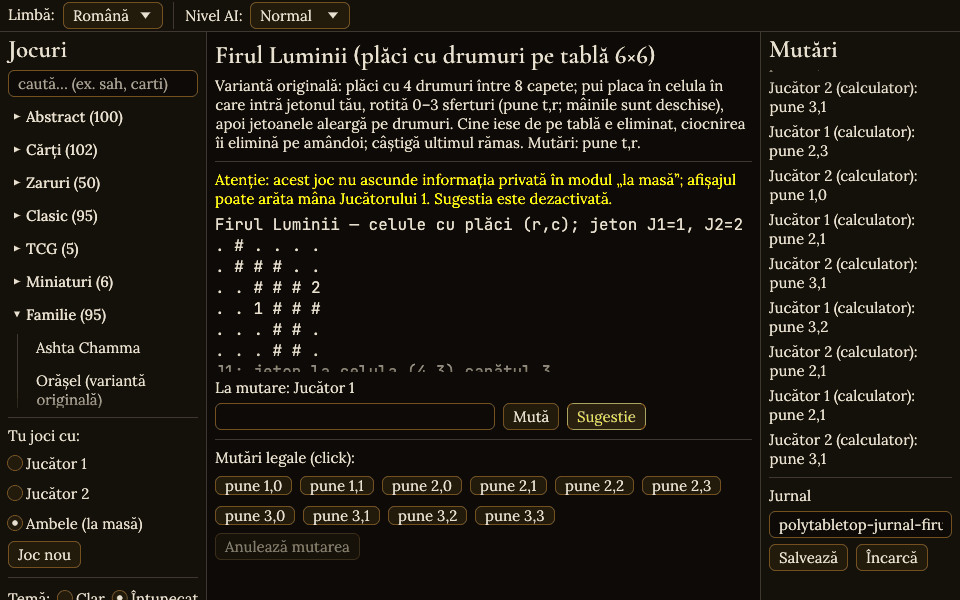 Limbă: Română ▼ Nivel AI: Normal ▼
Jocuri
caută... (ex. sah, carti)
▸ Abstract (100)
▸ Cărți (102)
▸ Zaruri (50)
▸ Clasic (95)
▸ TCG (5)
▸ Miniaturi (6)
▾ Familie (95)
Ashta Chamma
Orășel (variantă
originală)
Tu joci cu:
Jucător 1
Jucător 2
Ambele (la masă)
Joc nou
Temă: Clar Întunecat
Firul Luminii (plăci cu drumuri pe tablă 6×6)
Variantă originală: plăci cu 4 drumuri între 8 capete; pui placa în celula în
care intră jetonul tău, rotită 0–3 sferturi (pune t,r; mâinile sunt deschise),
apoi jetoanele aleargă pe drumuri. Cine iese de pe tablă e eliminat, ciocnirea
îi elimină pe amândoi; câștigă ultimul rămas. Mutări: pune t,r.
Atenție: acest joc nu ascunde informația privată în modul „la masă”; afișajul
poate arăta mâna Jucătorului 1. Sugestia este dezactivată.
Firul Luminii — celule cu plăci (r,c); jeton J1=1, J2=2
. # . . . .
. # # # . .
. . # # # 2
. . 1 # # #
. . . # # .
. . . # # .
J1: jeton la celula (4,3) capătul 3
La mutare: Jucător 1
Mută Sugestie
Mutări legale (click):
pune 1,0 pune 1,1 pune 2,0 pune 2,1 pune 2,2 pune 2,3
pune 3,0 pune 3,1 pune 3,2 pune 3,3
Anulează mutarea
Mutări
Jucător 2 (calculator):
pune 3,1
Jucător 1 (calculator):
pune 2,3
Jucător 2 (calculator):
pune 1,0
Jucător 1 (calculator):
pune 2,1
Jucător 2 (calculator):
pune 3,1
Jucător 1 (calculator):
pune 3,2
Jucător 2 (calculator):
pune 2,1
Jucător 1 (calculator):
pune 2,1
Jucător 2 (calculator):
pune 3,1
Jurnal
polytabletop-jurnal-firu
Salvează Încarcă